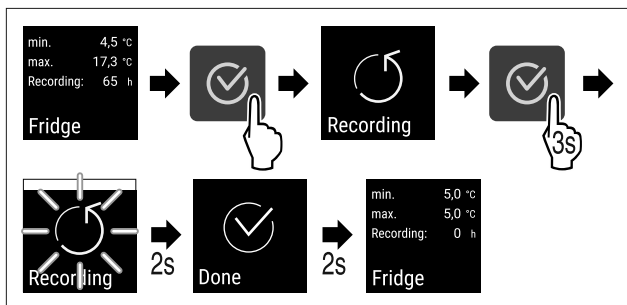 min. 4,5 °C
max. 17,3 °C
Recording: 65 h
Fridge
Recording
3s
Recording
2s
Done
2s
min. 5,0 °C
max. 5,0 °C
Recording: 0 h
Fridge